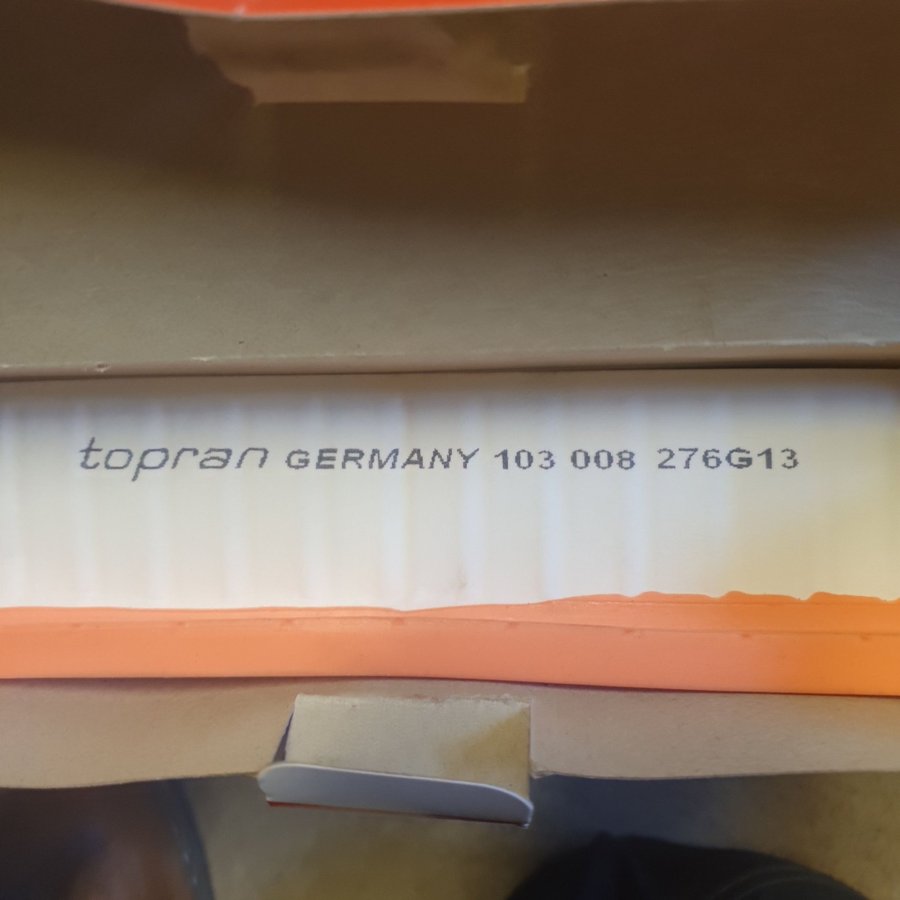 topran GERMANY 103 008 276G13